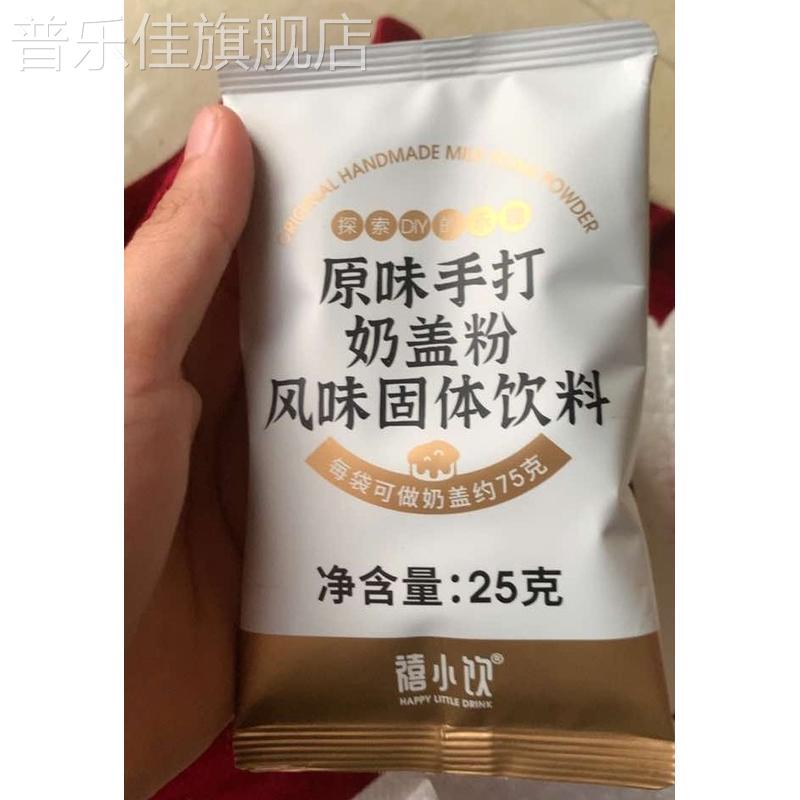 普乐佳旗舰店
ORIGINAL HANDMADE MILK POWDER
探索DIY的
原味手打
奶盖粉
风味固体饮料
每袋可做奶盖约75克
净含量:25克
禧小饮®
HAPPY LITTLE DRINK